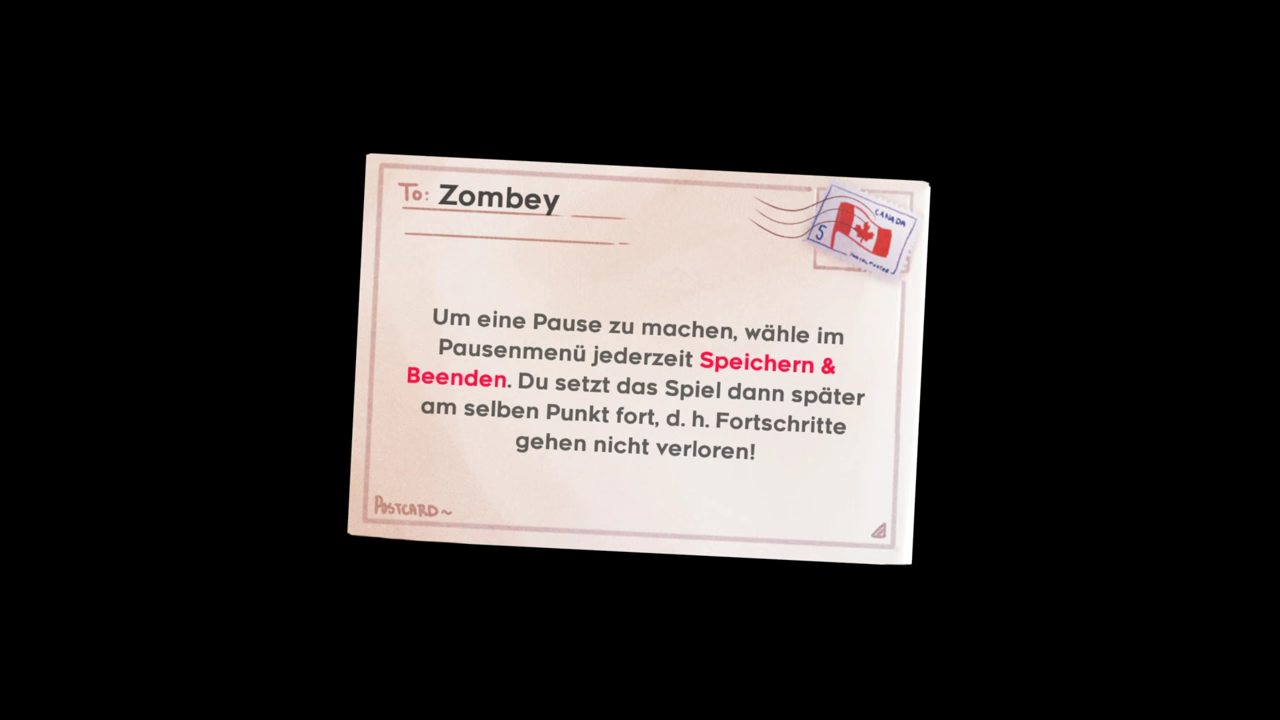 To: Zombey
CANADA
5
Um eine Pause zu machen, wähle im
Pausenmenü jederzeit Speichern &
Beenden. Du setzt das Spiel dann später
am selben Punkt fort, d. h. Fortschritte
gehen nicht verloren!
POSTCARD~